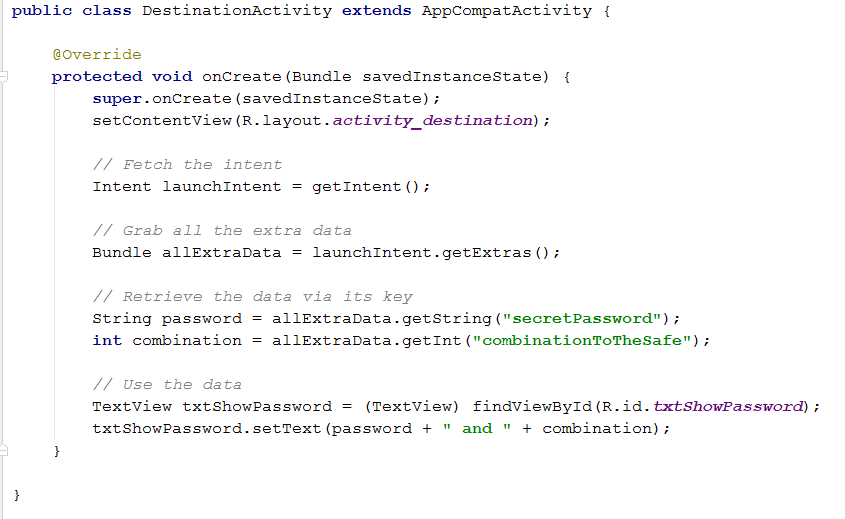 public class DestinationActivity extends AppCompatActivity {
@Override
protected void onCreate(Bundle savedInstanceState) {
super.onCreate(savedInstanceState);
setContentView(R.layout.activity_destination);
// Fetch the intent
Intent launchIntent = getIntent();
// Grab all the extra data
Bundle allExtraData = launchIntent.getExtras();
// Retrieve the data via its key
String password = allExtraData.getString("secretPassword");
int combination = allExtraData.getInt("combinationToTheSafe");
// Use the data
TextView txtShowPassword = (TextView) findViewById(R.id.txtShowPassword);
txtShowPassword.setText(password + " and " + combination);
}
}